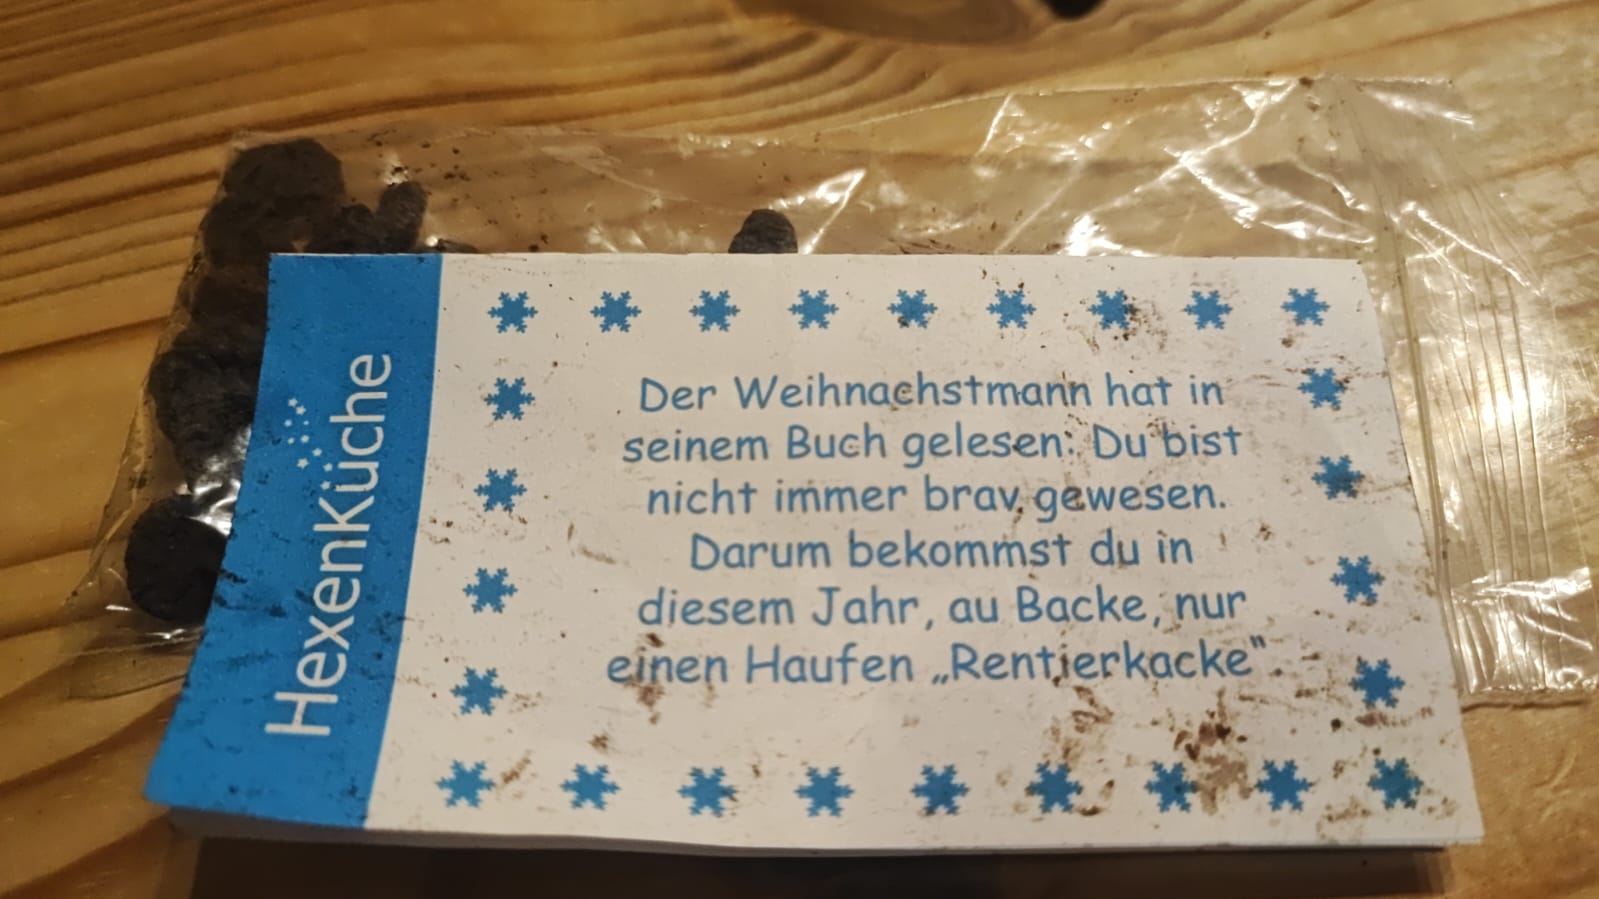 HexenKüche
Der Weihnachstmann hat in
seinem Buch gelesen: Du bist
nicht immer brav gewesen.
Darum bekommst du in
diesem Jahr, au Backe, nur
einen Haufen „Rentierkacke“